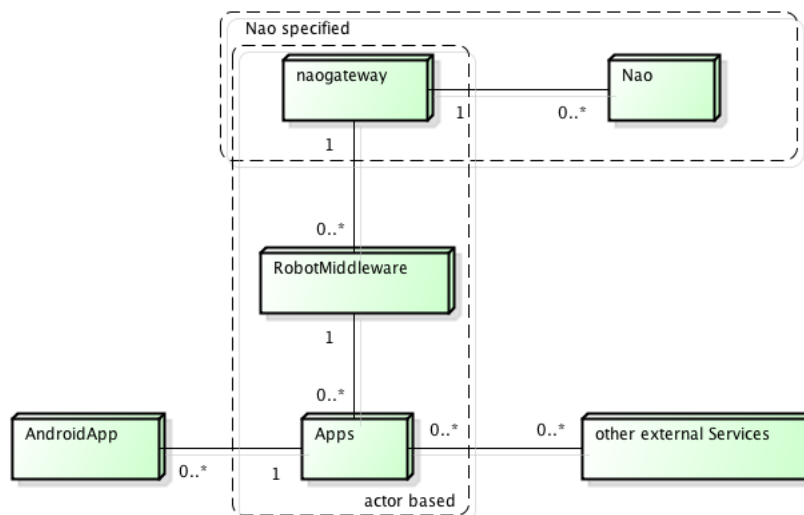 Nao specified
naogateway
Nao
1
0..*
1
0..*
RobotMiddleware
1
0..*
AndroidApp
Apps
0..*
0..*
other external Services
0..*
1
actor based